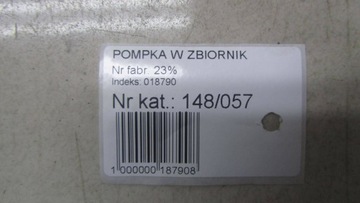 POMPKA W ZBIORNIK
Nr fabr. 23%
Indeks: 018790
Nr kat.: 148/057
1 000000 187908